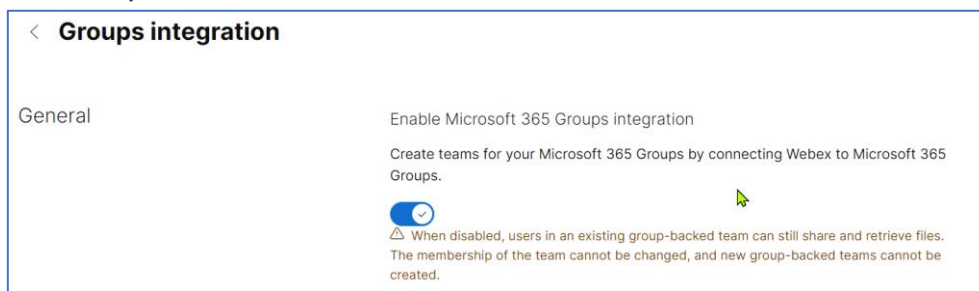 Groups integration
General
Enable Microsoft 365 Groups integration
Create teams for your Microsoft 365 Groups by connecting Webex to Microsoft 365
Groups.
When disabled, users in an existing group-backed team can still share and retrieve files.
The membership of the team cannot be changed, and new group-backed teams cannot be
created.